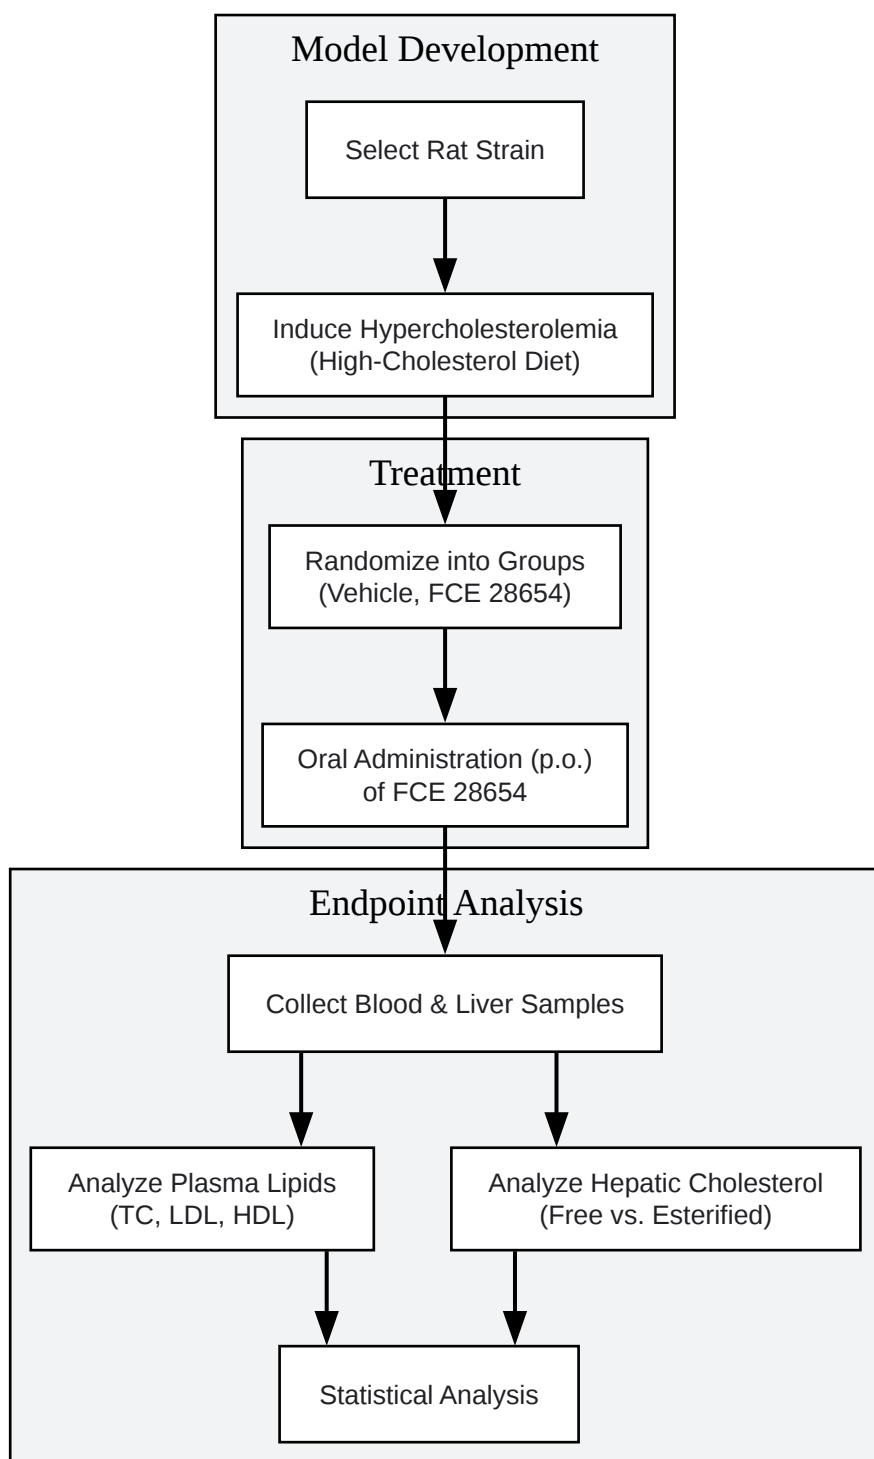 Model Development
Select Rat Strain
Induce Hypercholesterolemia
(High-Cholesterol Diet)
Treatment
Randomize into Groups
(Vehicle, FCE 28654)
Oral Administration (p.o.)
of FCE 28654
Endpoint Analysis
Collect Blood & Liver Samples
Analyze Plasma Lipids
(TC, LDL, HDL)
Analyze Hepatic Cholesterol
(Free vs. Esterified)
Statistical Analysis